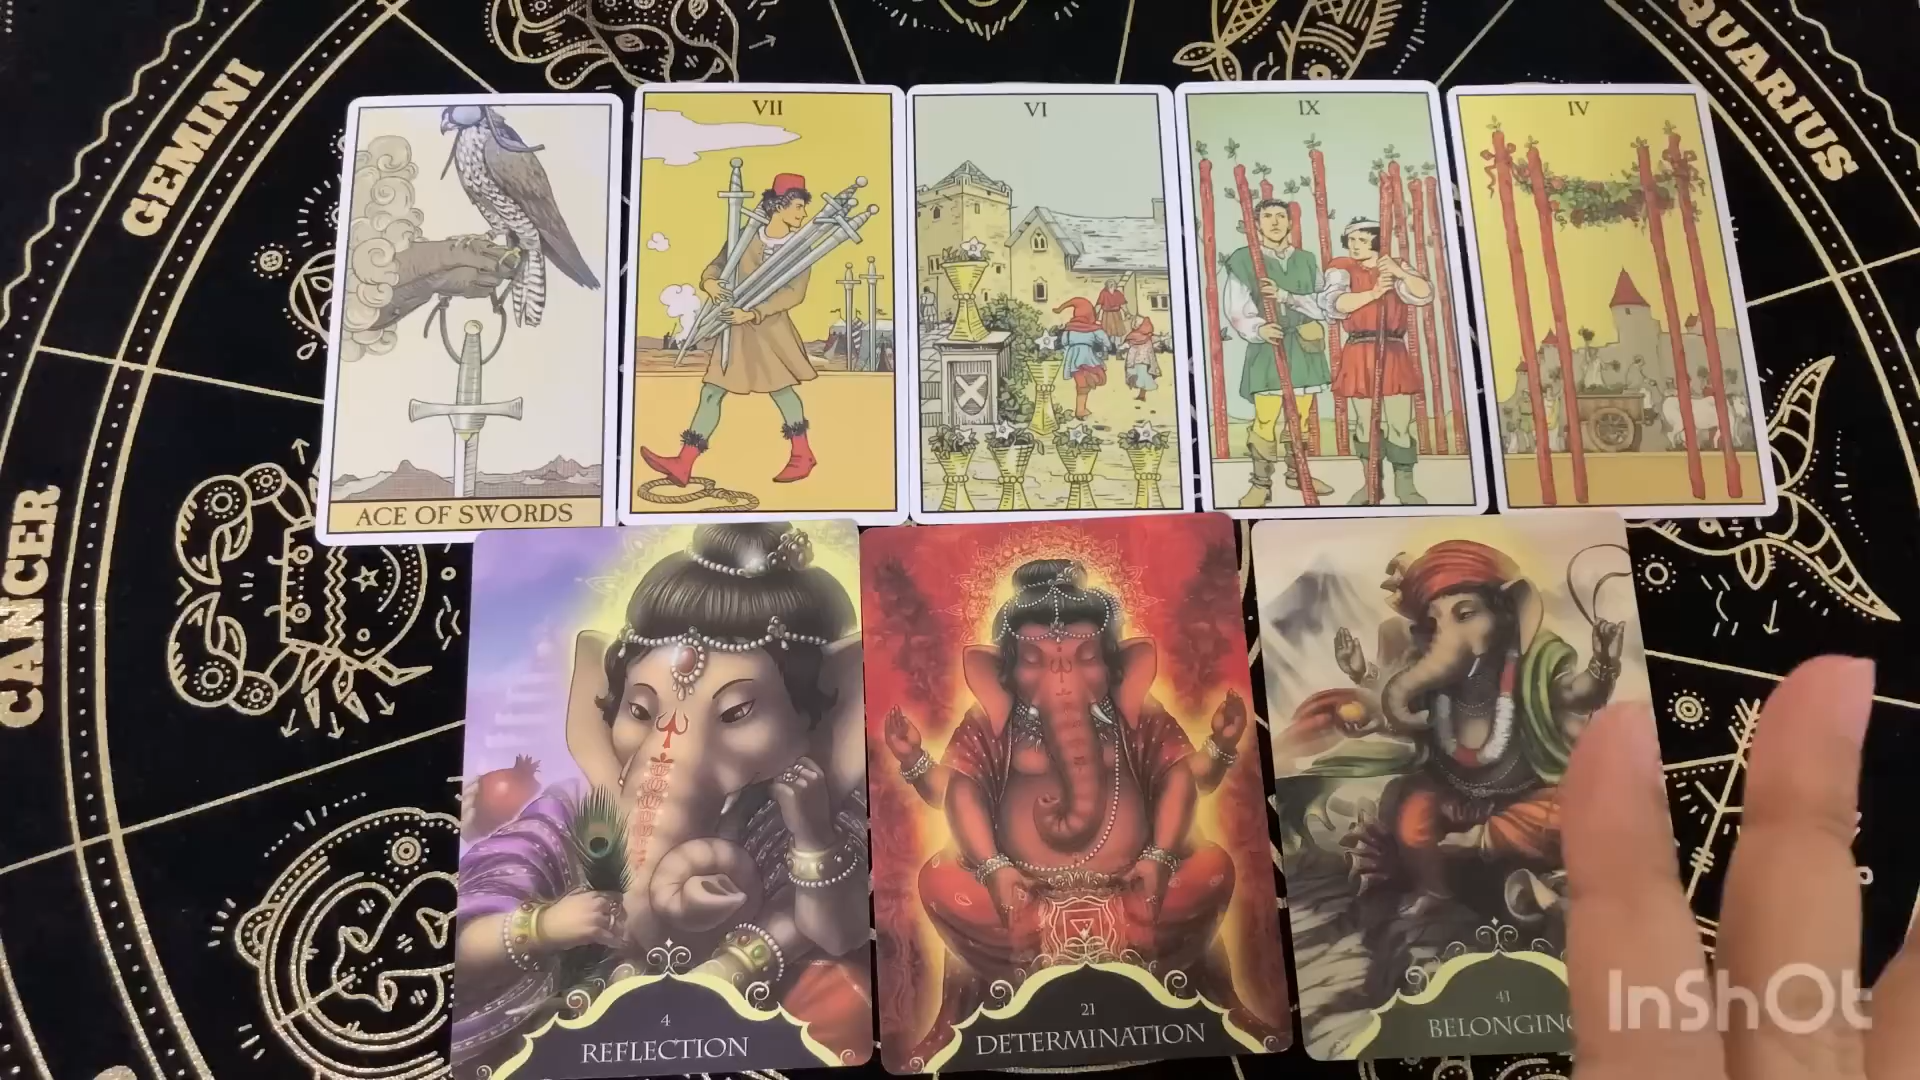 GEMINI
AQUARIUS
CANCER
VII
VI
IX
IV
ACE OF SWORDS
4
REFLECTION
21
DETERMINATION
41
BELONGING
InShOt